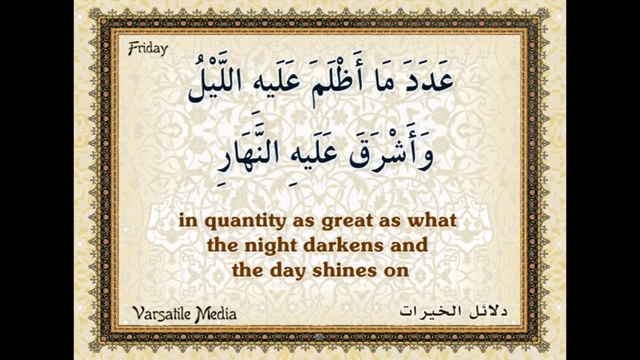 Friday
عَدَدَ مَا أَظْلَمَ عَلَيهِ اللَّيْلُ
وَأَشْرَقَ عَلَيهِ النَّهَارِ
in quantity as great as what
the night darkens and
the day shines on
Varsatile Media
دلائل الخيرات